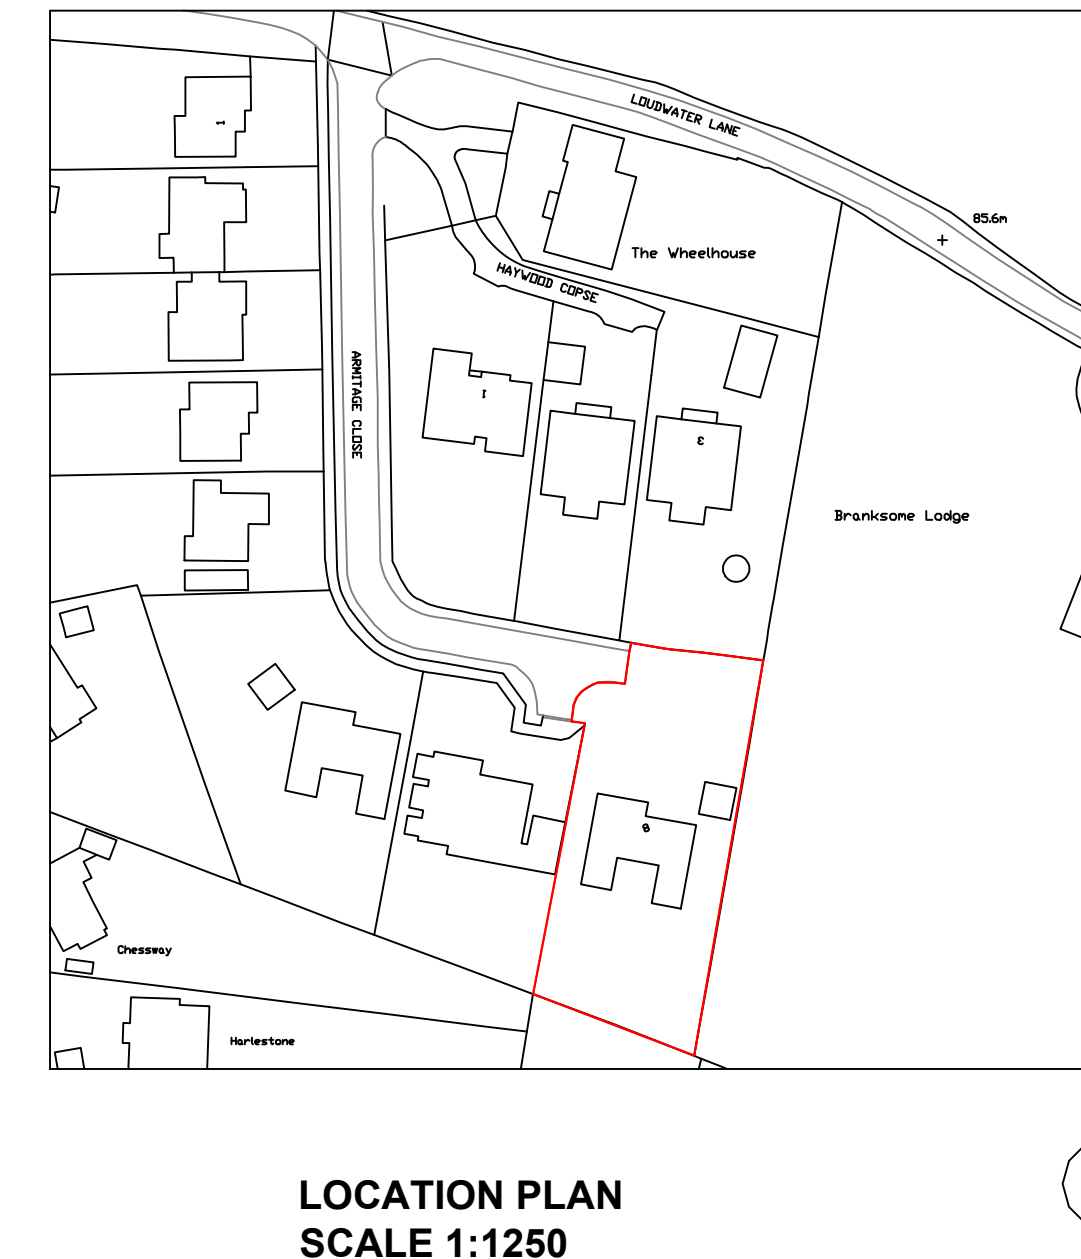 LOUDWATER LANE
1
85.6m
The Wheelhouse
HAYWOOD COPSE
ARMITAGE CLOSE
1
3
Branksome Lodge
8
Chessway
Harlestone
LOCATION PLAN
SCALE 1:1250